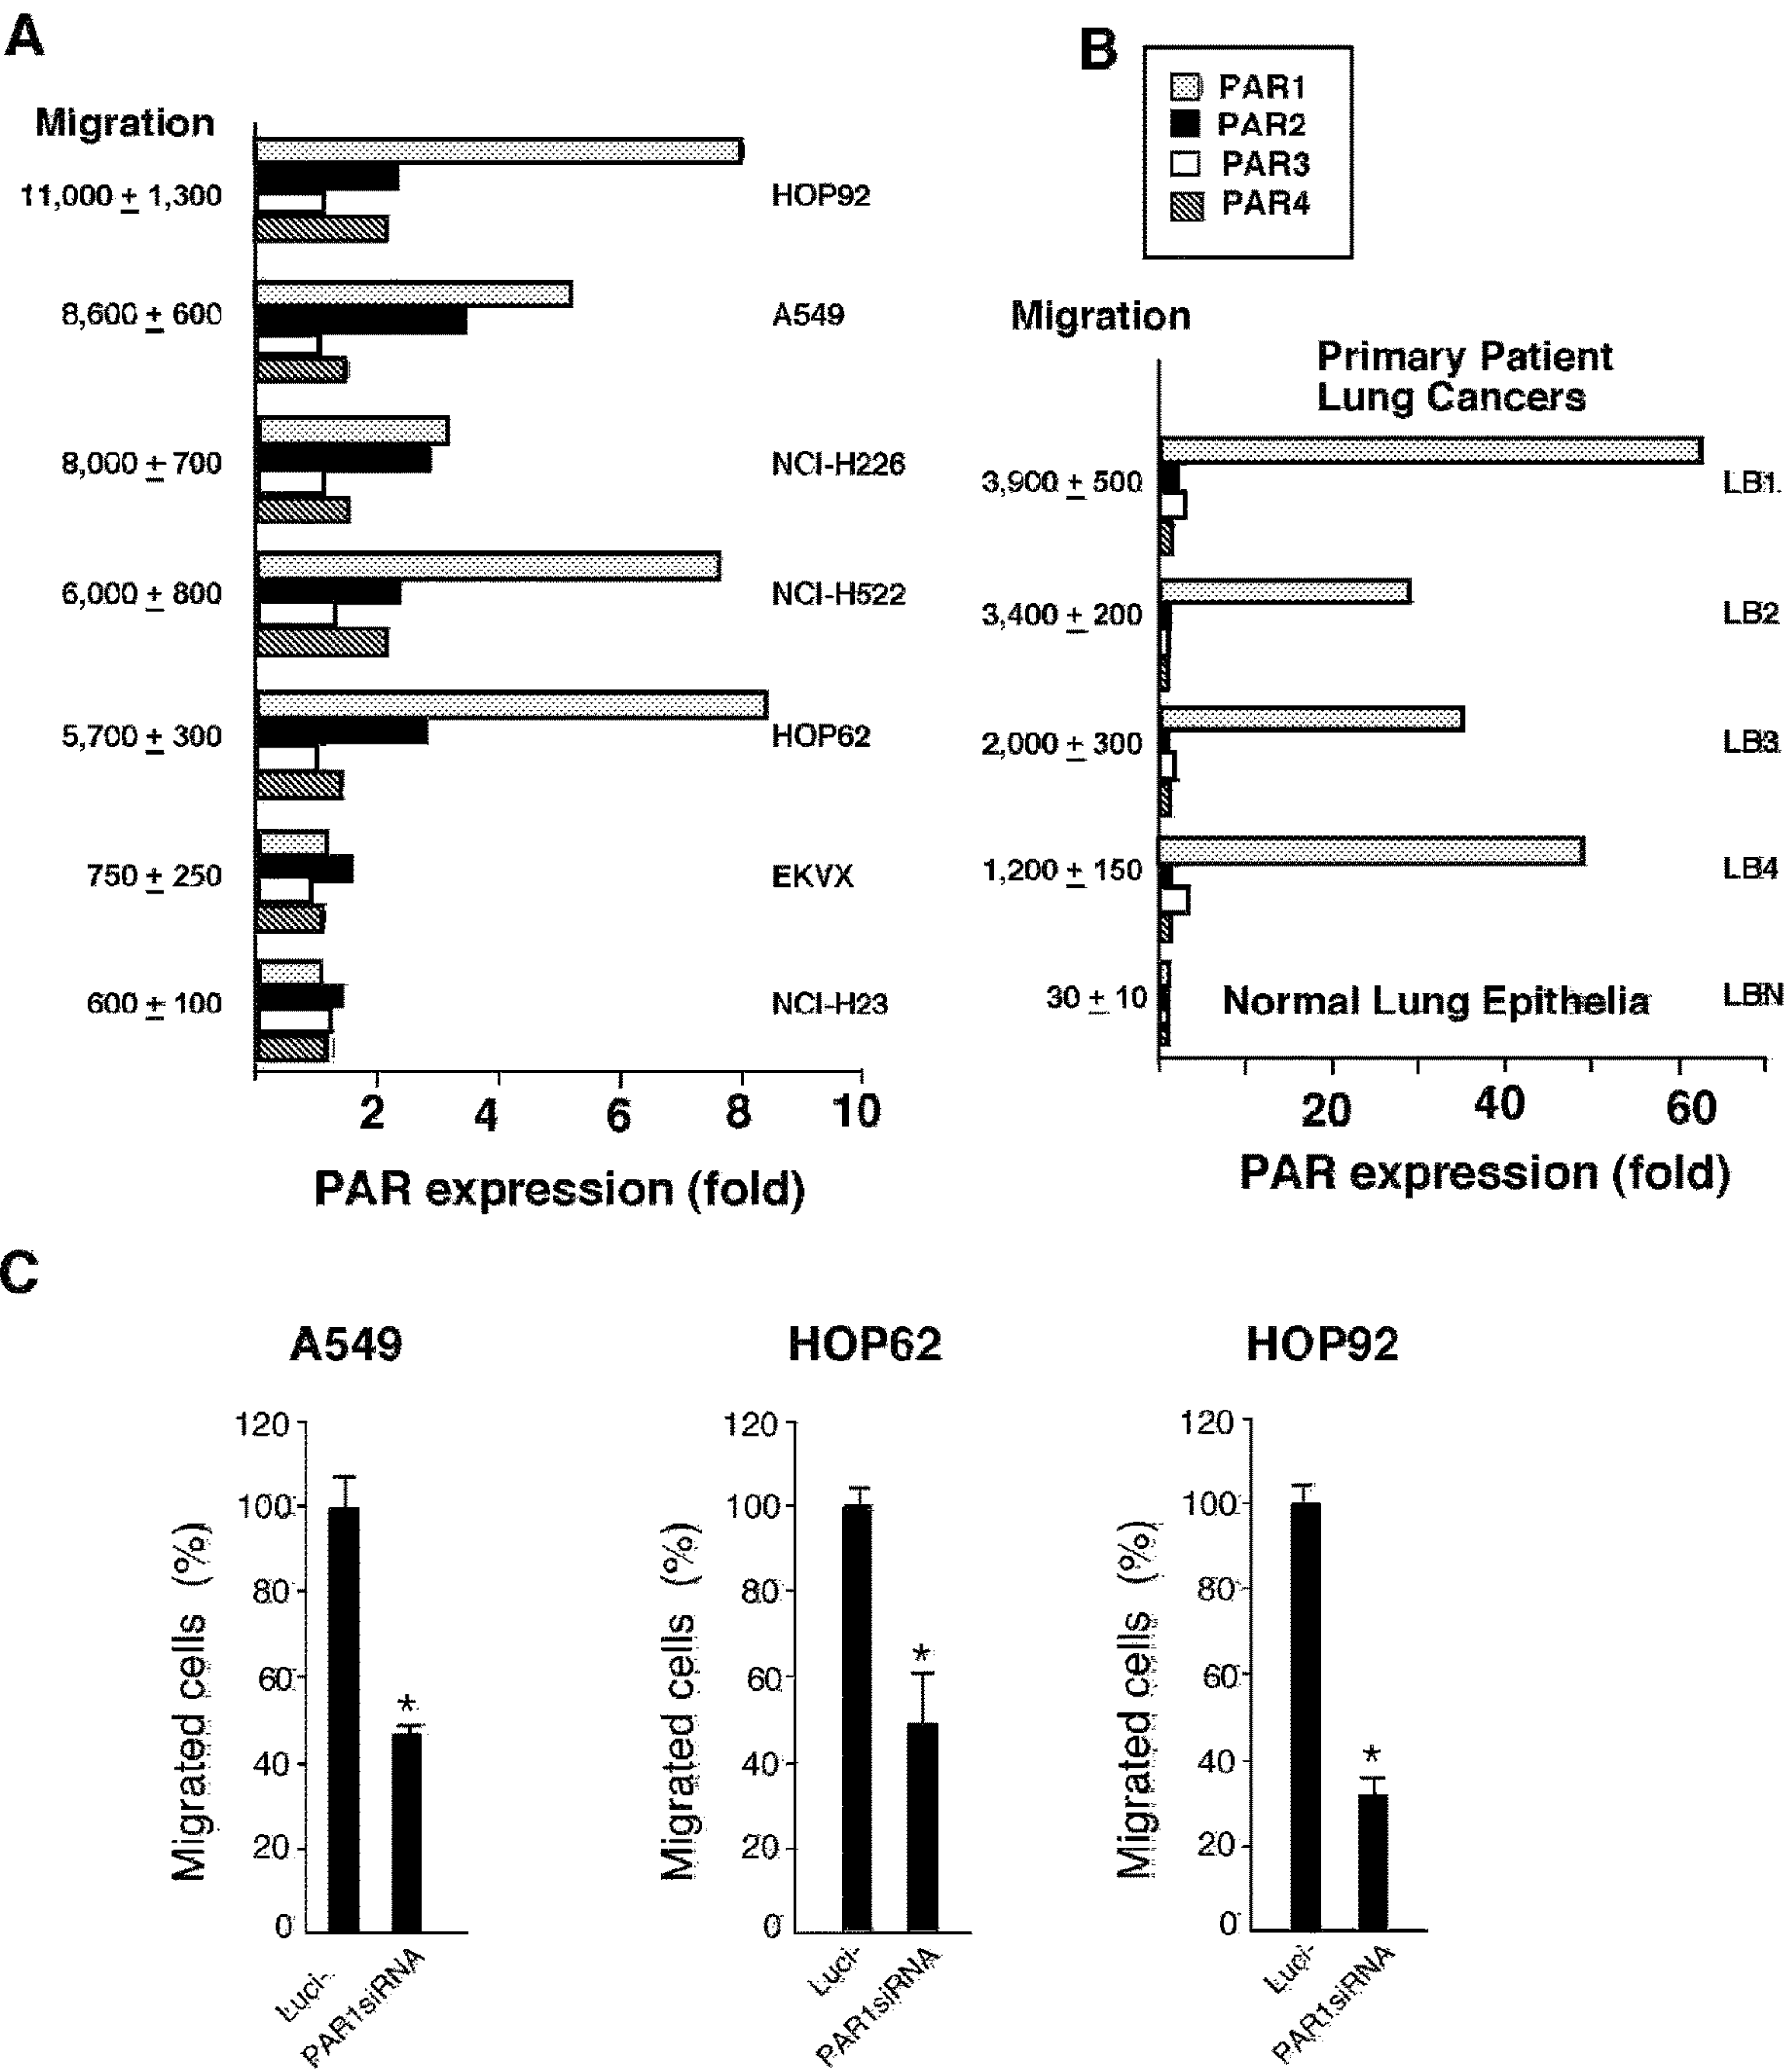 A
Migration
11,000 ± 1,300
HOP92
8,600 ± 600
A549
8,000 ± 700
NCI-H226
6,000 ± 800
NCI-H522
5,700 ± 300
HOP62
750 ± 250
EKVX
600 ± 100
NCI-H23
2 4 6 8 10
PAR expression (fold)
B
PAR1
PAR2
PAR3
PAR4
Migration
Primary Patient
Lung Cancers
3,900 ± 500
LB1
3,400 ± 200
LB2
2,000 ± 300
LB3
1,200 ± 150
LB4
30 ± 10
Normal Lung Epithelia
LBN
20 40 60
PAR expression (fold)
C
A549
Migrated cells (%)
120
100
80
60
*
40
20
0
Luci-
PAR1siRNA
HOP62
Migrated cells (%)
120
100
80
*
60
40
20
0
Luci-
PAR1siRNA
HOP92
Migrated cells (%)
120
100
80
60
*
40
20
0
Luci-
PAR1siRNA